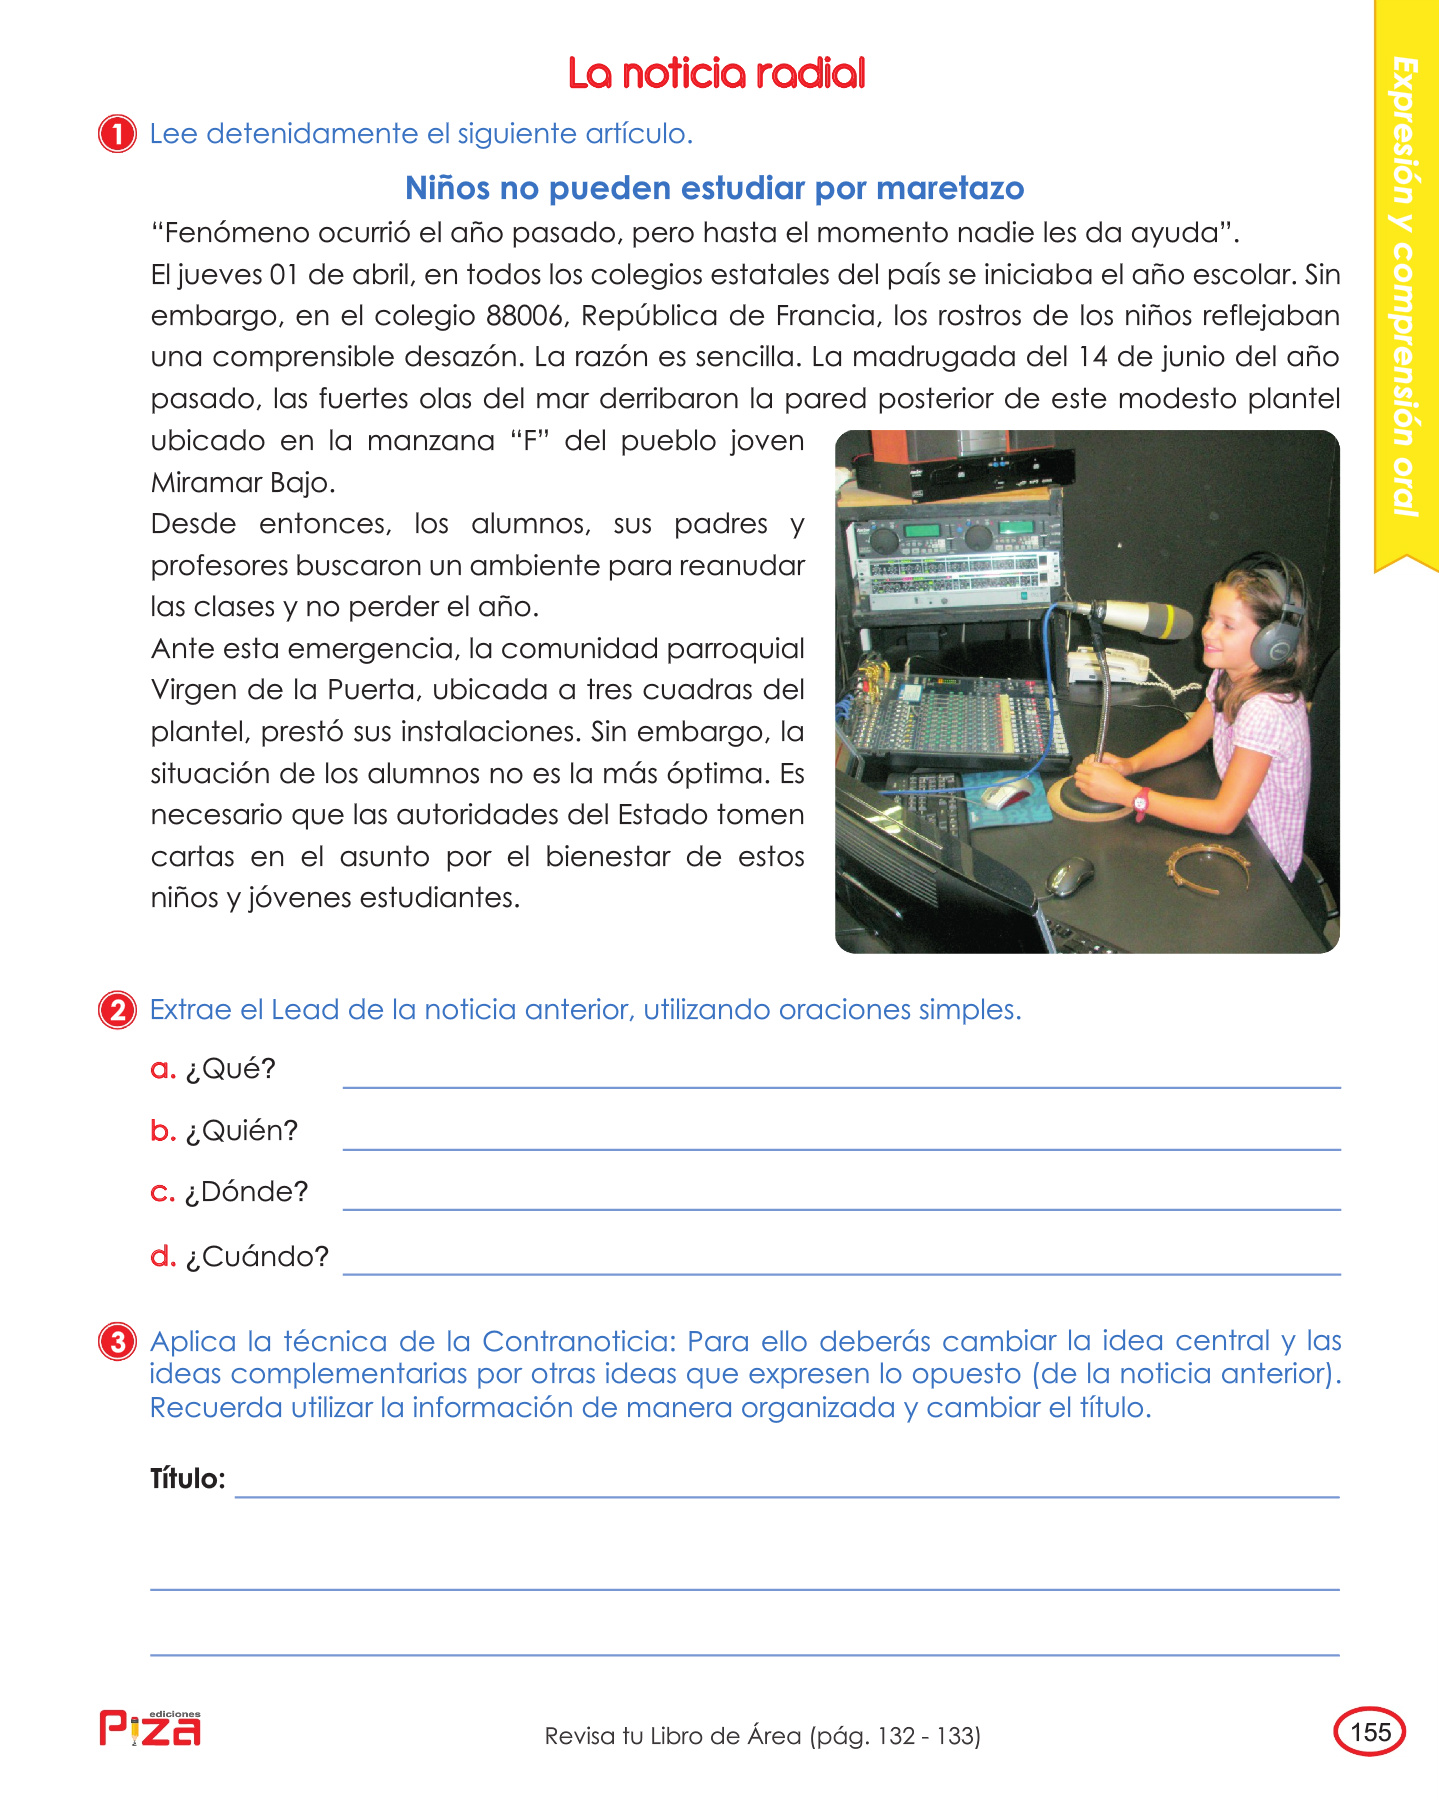 La noticia radial
Expresión y comprensión oral
1 Lee detenidamente el siguiente artículo.
Niños no pueden estudiar por maretazo
“Fenómeno ocurrió el año pasado, pero hasta el momento nadie les da ayuda”.
El jueves 01 de abril, en todos los colegios estatales del país se iniciaba el año escolar. Sin
embargo, en el colegio 88006, República de Francia, los rostros de los niños reflejaban
una comprensible desazón. La razón es sencilla. La madrugada del 14 de junio del año
pasado, las fuertes olas del mar derribaron la pared posterior de este modesto plantel
ubicado en la manzana “F” del pueblo joven
Miramar Bajo.
Desde entonces, los alumnos, sus padres y
profesores buscaron un ambiente para reanudar
las clases y no perder el año.
Ante esta emergencia, la comunidad parroquial
Virgen de la Puerta, ubicada a tres cuadras del
plantel, prestó sus instalaciones. Sin embargo, la
situación de los alumnos no es la más óptima. Es
necesario que las autoridades del Estado tomen
cartas en el asunto por el bienestar de estos
niños y jóvenes estudiantes.
2 Extrae el Lead de la noticia anterior, utilizando oraciones simples.
a. ¿Qué?
b. ¿Quién?
c. ¿Dónde?
d. ¿Cuándo?
3 Aplica la técnica de la Contranoticia: Para ello deberás cambiar la idea central y las
ideas complementarias por otras ideas que expresen lo opuesto (de la noticia anterior).
Recuerda utilizar la información de manera organizada y cambiar el título.
Título:
ediciones
Piza
Revisa tu Libro de Área (pág. 132 - 133)
155